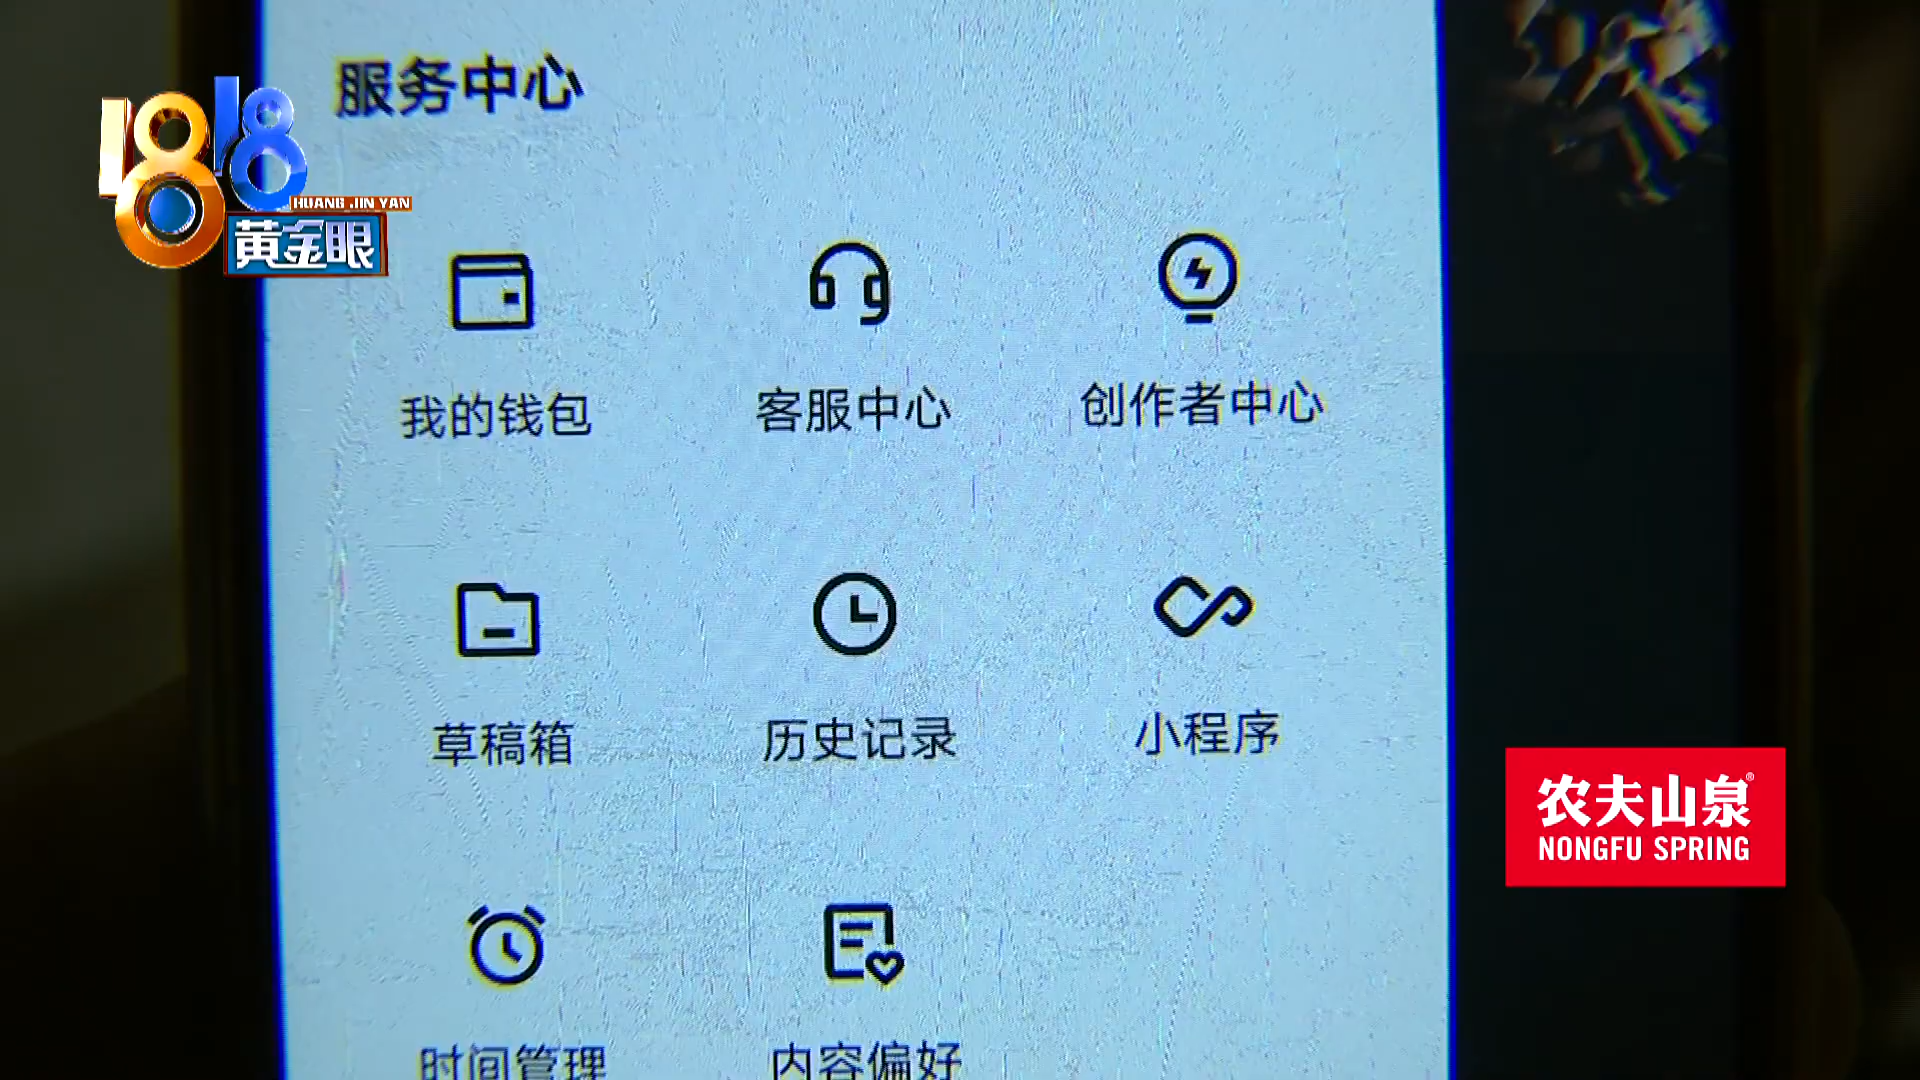 服务中心
1818
HUANG JIN YAN
黄金眼
我的钱包
客服中心
创作者中心
草稿箱
历史记录
小程序
农夫山泉®
NONGFU SPRING
时间管理
内容偏好